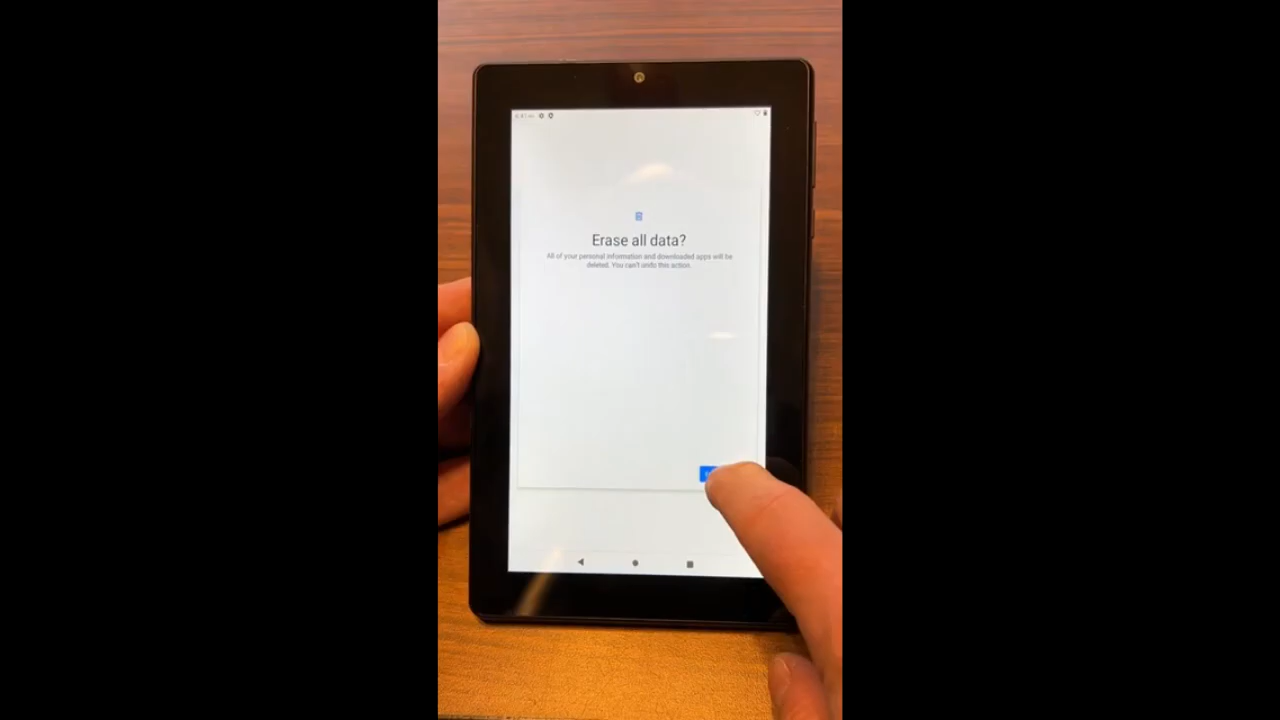 Erase all data?
All of your personal information and downloaded apps will be
deleted. You can't undo this action.